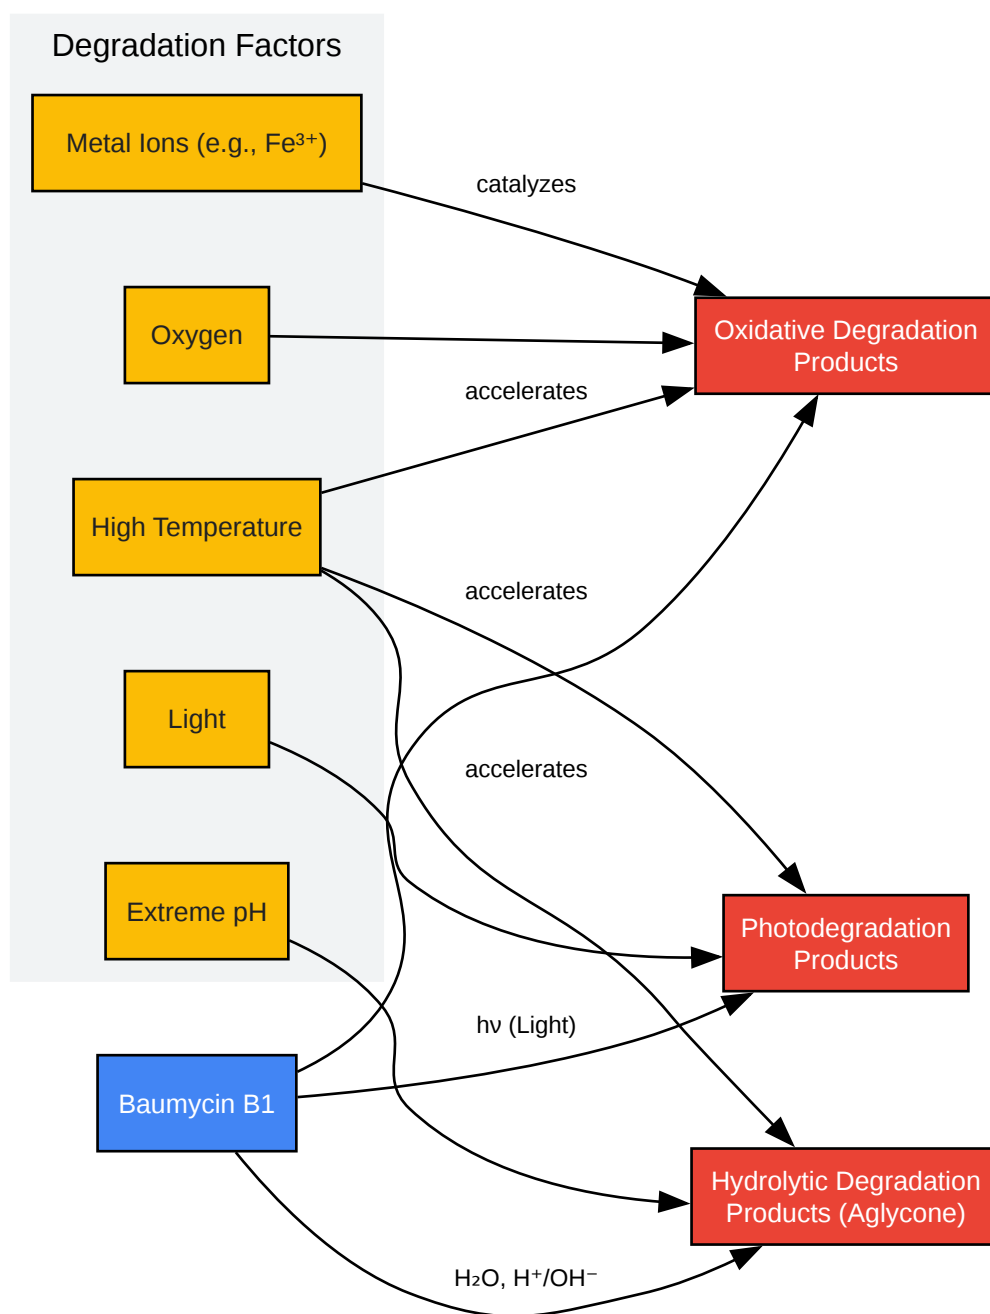 Degradation Factors
Metal Ions (e.g., Fe³⁺)
catalyzes
Oxygen
Oxidative Degradation
Products
accelerates
High Temperature
accelerates
Light
accelerates
Extreme pH
Photodegradation
Products
hν (Light)
Baumycin B1
Hydrolytic Degradation
Products (Aglycone)
H₂O, H⁺/OH⁻